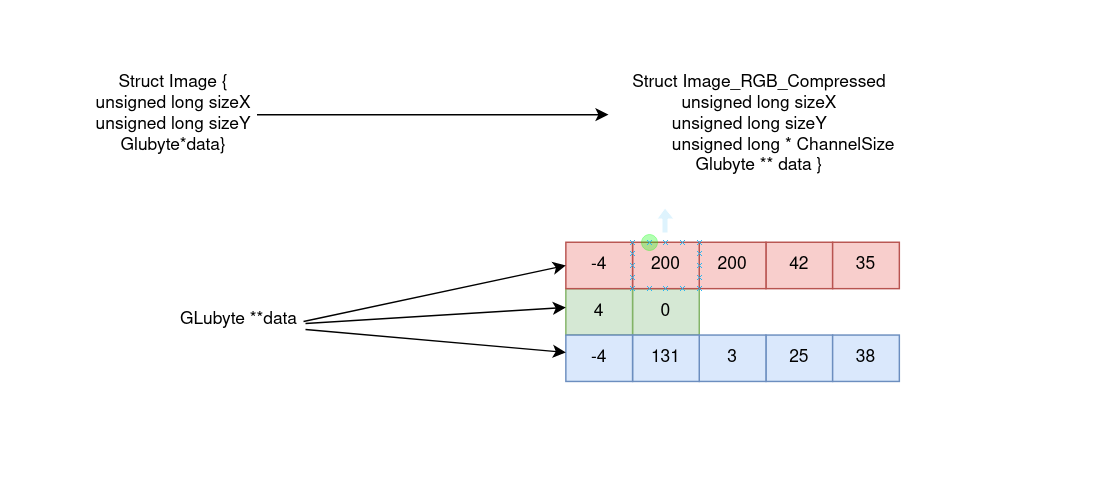 Struct Image {
unsigned long sizeX
unsigned long sizeY
Glubyte*data}
Struct Image_RGB_Compressed
unsigned long sizeX
unsigned long sizeY
unsigned long * ChannelSize
Glubyte ** data }
GLubyte **data
-4 200 200 42 35
4 0
-4 131 3 25 38